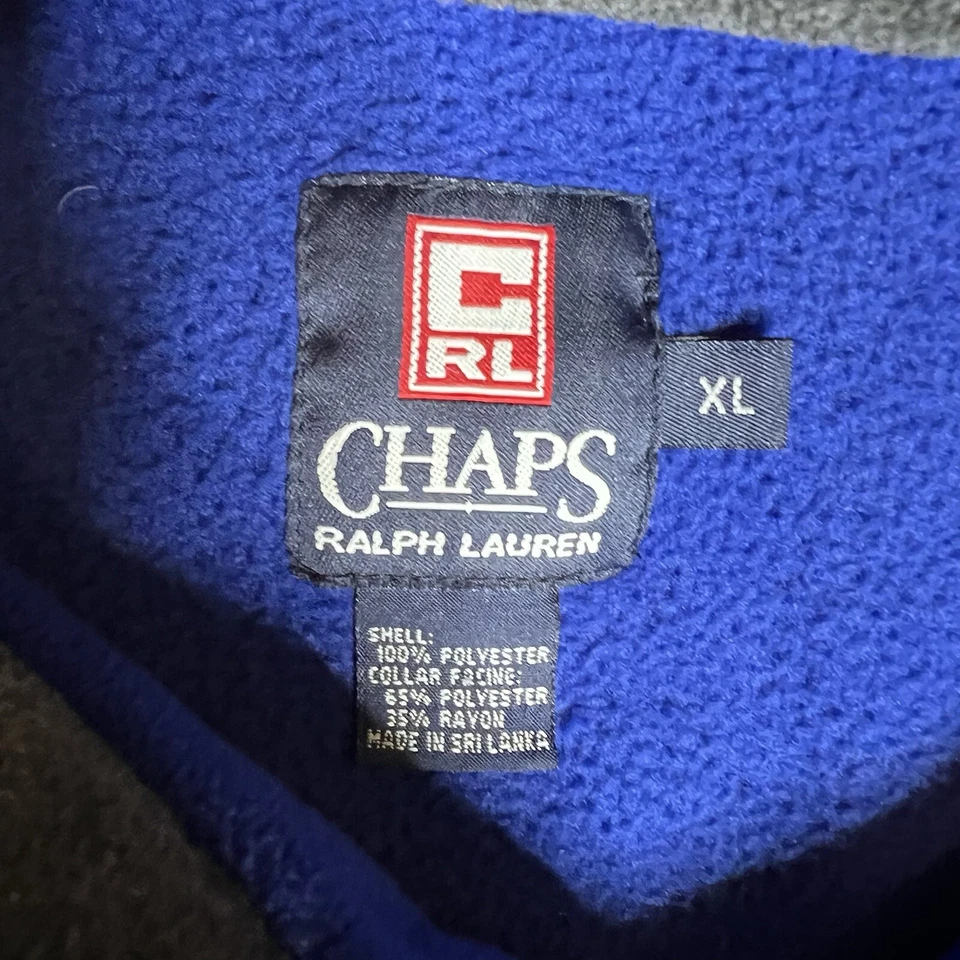 C
RL
CHAPS
RALPH LAUREN
XL
SHELL:
100% POLYESTER
COLLAR FACING:
65% POLYESTER
35% RAYON
MADE IN SRI LANKA